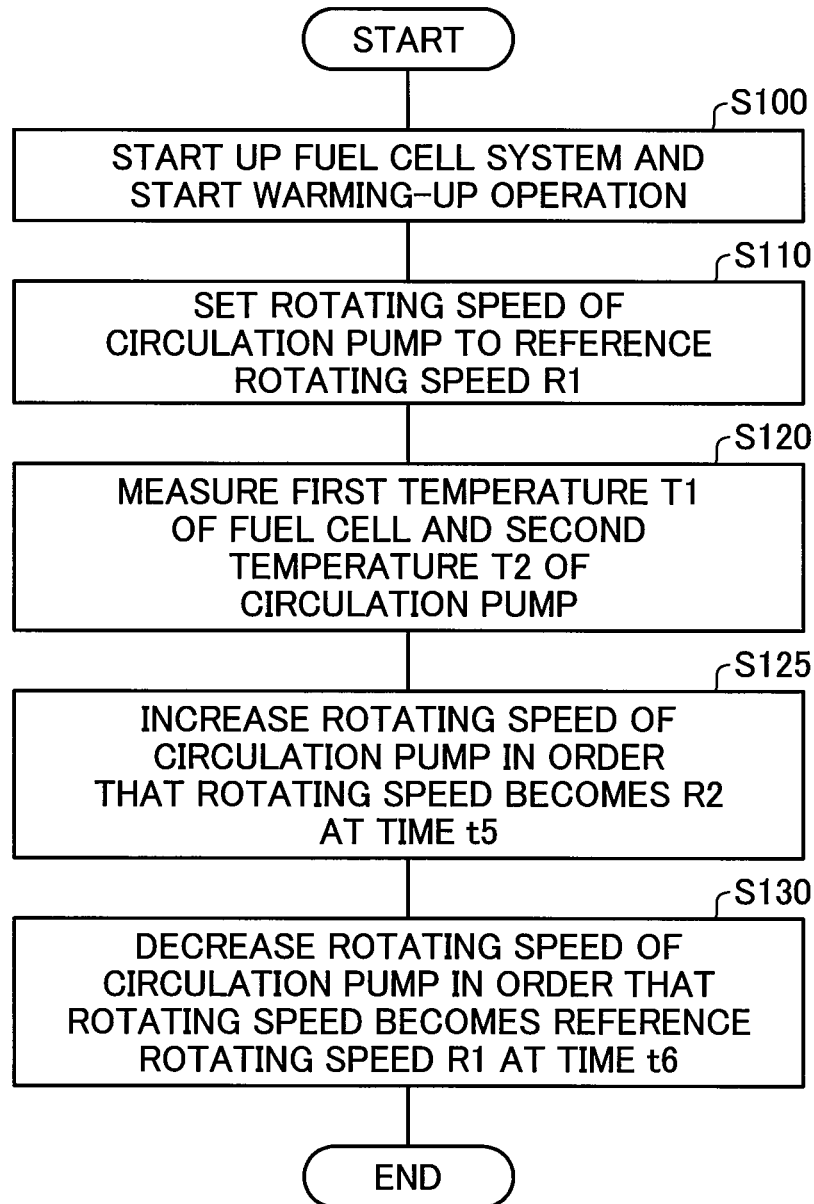 START
S100
START UP FUEL CELL SYSTEM AND
START WARMING-UP OPERATION
S110
SET ROTATING SPEED OF
CIRCULATION PUMP TO REFERENCE
ROTATING SPEED R1
S120
MEASURE FIRST TEMPERATURE T1
OF FUEL CELL AND SECOND
TEMPERATURE T2 OF
CIRCULATION PUMP
S125
INCREASE ROTATING SPEED OF
CIRCULATION PUMP IN ORDER
THAT ROTATING SPEED BECOMES R2
AT TIME t5
S130
DECREASE ROTATING SPEED OF
CIRCULATION PUMP IN ORDER THAT
ROTATING SPEED BECOMES REFERENCE
ROTATING SPEED R1 AT TIME t6
END